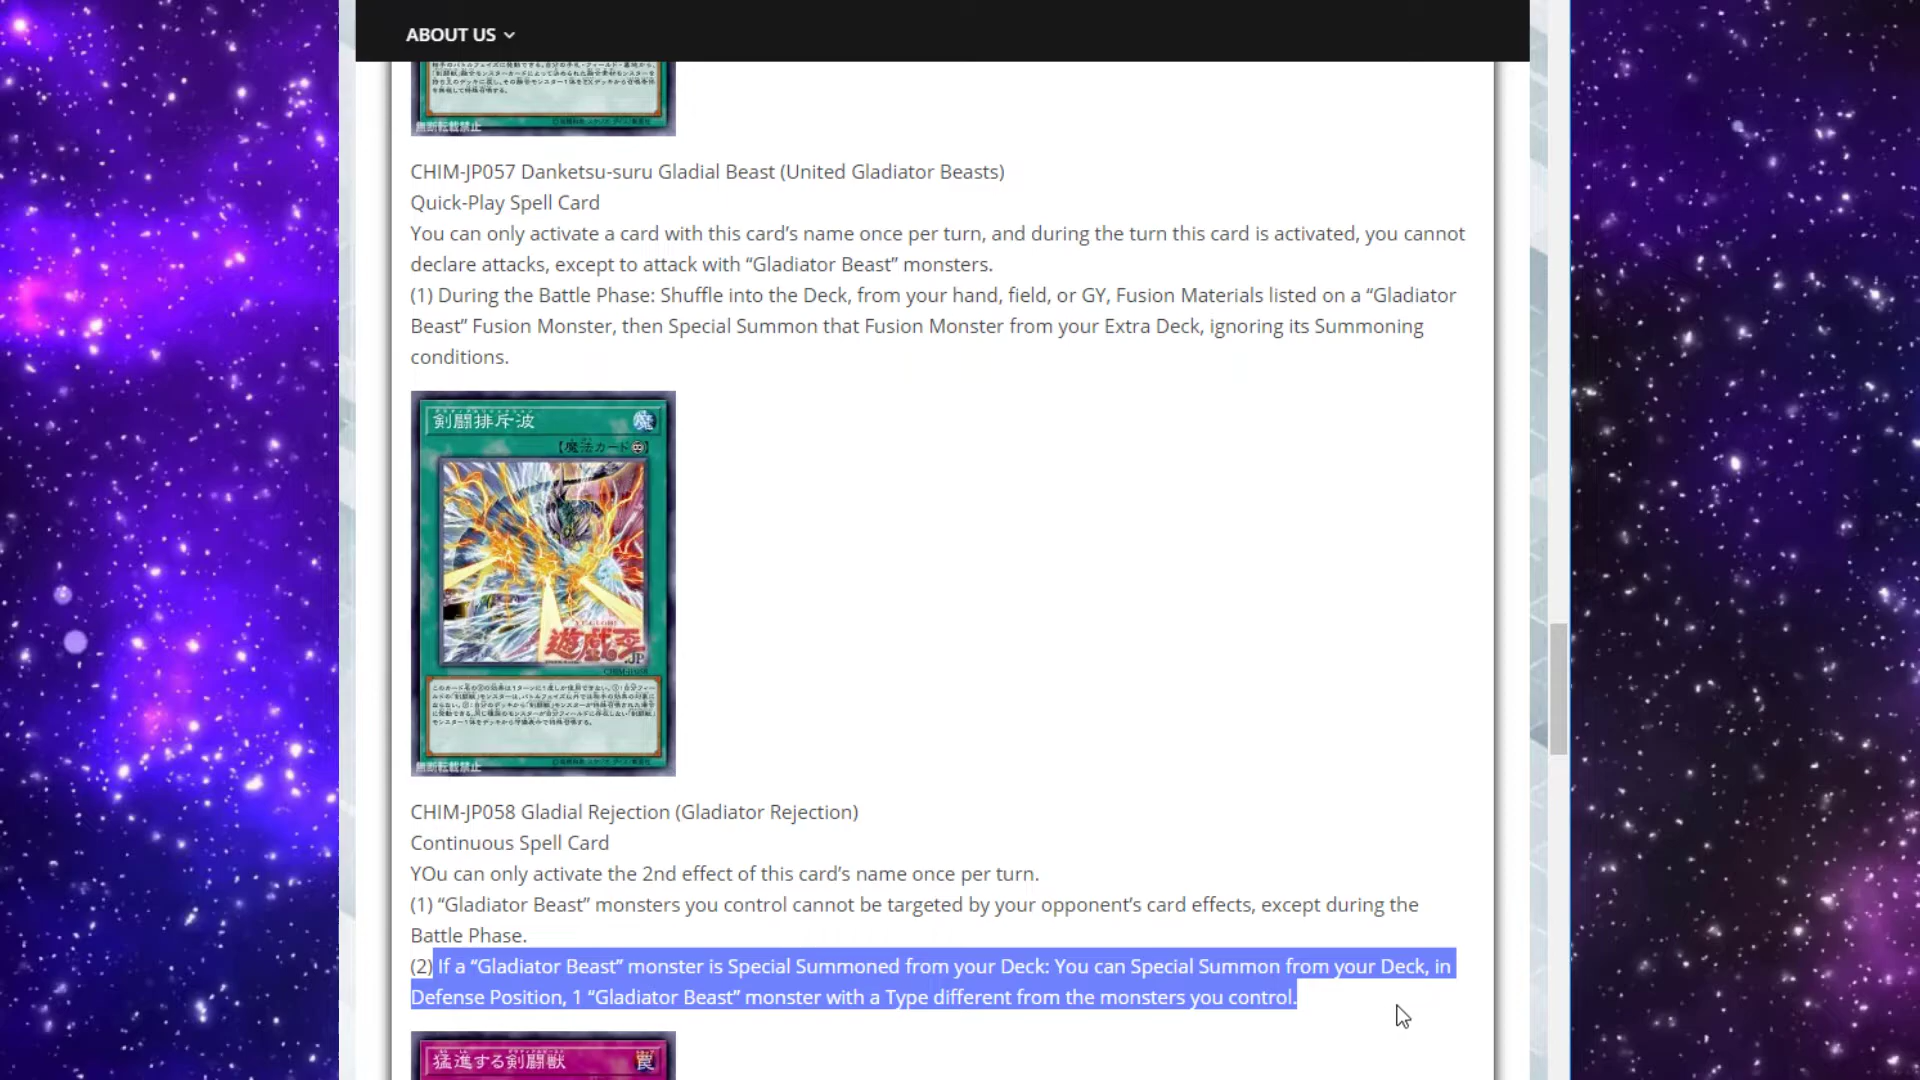 ABOUT US
無断転載禁止
CHIM-JP057 Danketsu-suru Gladial Beast (United Gladiator Beasts)
Quick-Play Spell Card
You can only activate a card with this card’s name once per turn, and during the turn this card is activated, you cannot
declare attacks, except to attack with “Gladiator Beast” monsters.
(1) During the Battle Phase: Shuffle into the Deck, from your hand, field, or GY, Fusion Materials listed on a “Gladiator
Beast” Fusion Monster, then Special Summon that Fusion Monster from your Extra Deck, ignoring its Summoning
conditions.
剣闘排斥波
魔
【魔法カード】
遊戯王
.JP
CHIM-JP058
無断転載禁止
CHIM-JP058 Gladial Rejection (Gladiator Rejection)
Continuous Spell Card
YOu can only activate the 2nd effect of this card’s name once per turn.
(1) “Gladiator Beast” monsters you control cannot be targeted by your opponent’s card effects, except during the
Battle Phase.
(2) If a “Gladiator Beast” monster is Special Summoned from your Deck: You can Special Summon from your Deck, in
Defense Position, 1 “Gladiator Beast” monster with a Type different from the monsters you control.
猛進する剣闘獣
罠